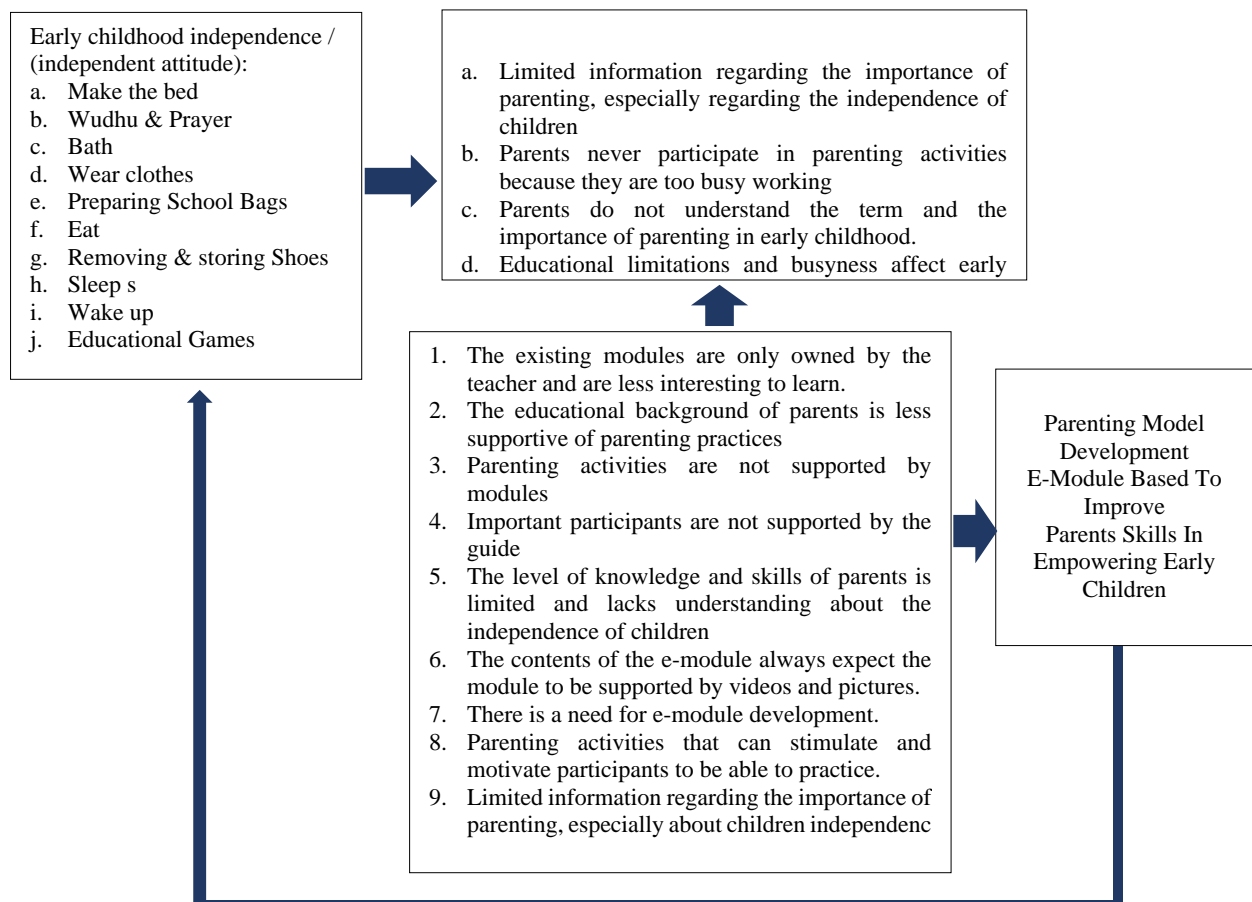 Early childhood independence /
(independent attitude):
a. Make the bed
b. Wudhu & Prayer
c. Bath
d. Wear clothes
e. Preparing School Bags
f. Eat
g. Removing & storing Shoes
h. Sleep s
i. Wake up
j. Educational Games
a. Limited information regarding the importance of
parenting, especially regarding the independence of
children
b. Parents never participate in parenting activities
because they are too busy working
c. Parents do not understand the term and the
importance of parenting in early childhood.
d. Educational limitations and busyness affect early
1. The existing modules are only owned by the
teacher and are less interesting to learn.
2. The educational background of parents is less
supportive of parenting practices
3. Parenting activities are not supported by
modules
4. Important participants are not supported by the
guide
5. The level of knowledge and skills of parents is
limited and lacks understanding about the
independence of children
6. The contents of the e-module always expect the
module to be supported by videos and pictures.
7. There is a need for e-module development.
8. Parenting activities that can stimulate and
motivate participants to be able to practice.
9. Limited information regarding the importance of
parenting, especially about children independenc
Parenting Model
Development
E-Module Based To
Improve
Parents Skills In
Empowering Early
Children